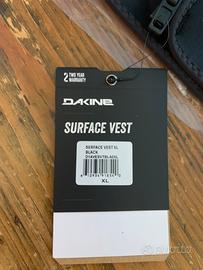 2 TWO YEAR
WARRANTY
DAKINE
SURFACE VEST
SURFACE VEST XL
BLACK
XL